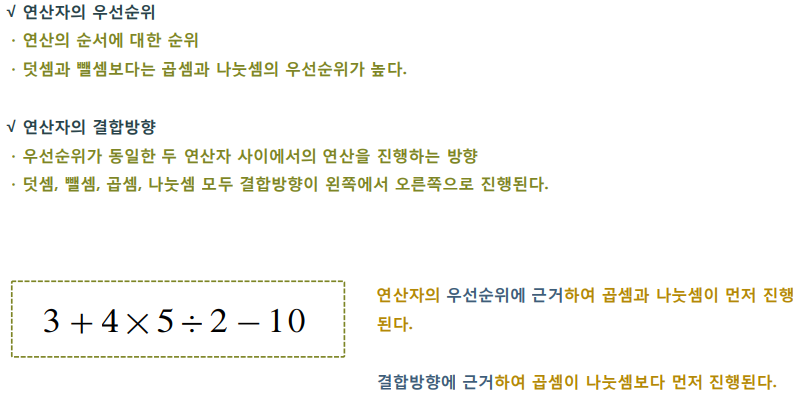 √ 연산자의 우선순위
· 연산의 순서에 대한 순위
· 덧셈과 뺄셈보다는 곱셈과 나눗셈의 우선순위가 높다.
√ 연산자의 결합방향
· 우선순위가 동일한 두 연산자 사이에서의 연산을 진행하는 방향
· 덧셈, 뺄셈, 곱셈, 나눗셈 모두 결합방향이 왼쪽에서 오른쪽으로 진행된다.
3 + 4 × 5 ÷ 2 − 10
연산자의 우선순위에 근거하여 곱셈과 나눗셈이 먼저 진행
된다.
결합방향에 근거하여 곱셈이 나눗셈보다 먼저 진행된다.